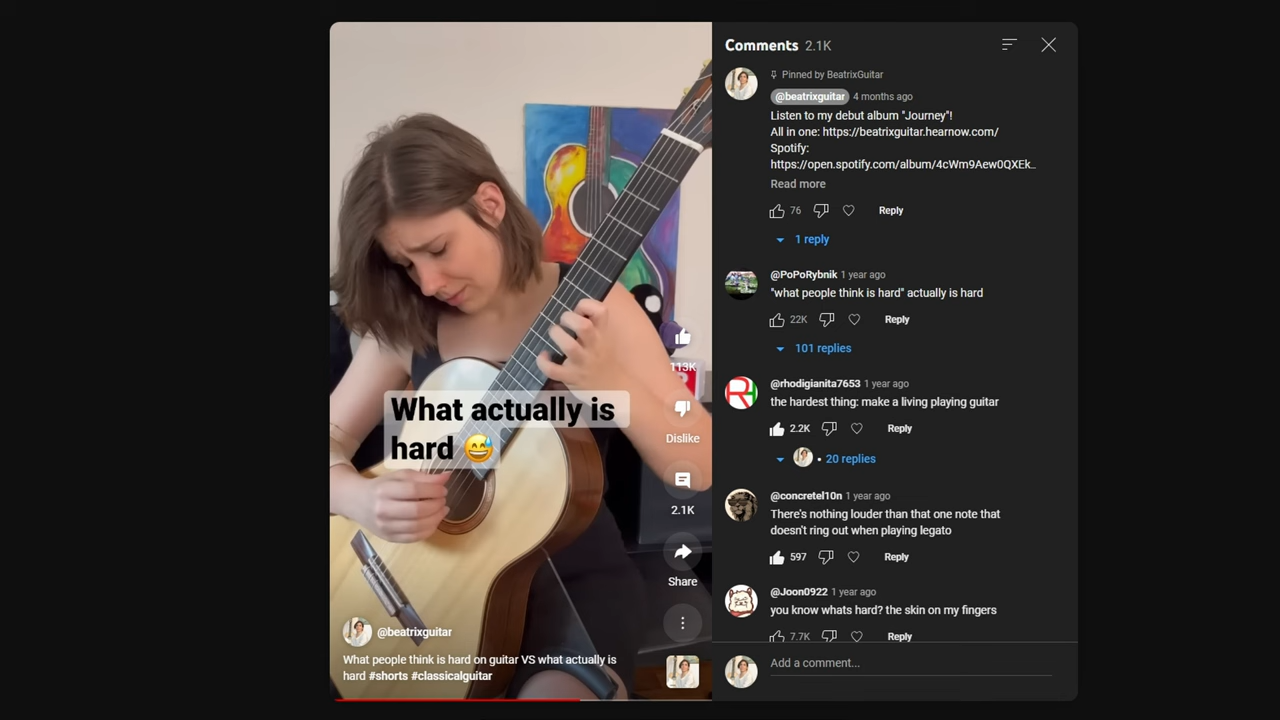 What actually is
hard 😅
113K
Dislike
2.1K
Share
@beatrixguitar
What people think is hard on guitar VS what actually is
hard #shorts #classicalguitar
Comments 2.1K
Pinned by BeatrixGuitar
@beatrixguitar 4 months ago
Listen to my debut album "Journey"!
All in one: https://beatrixguitar.hearnow.com/
Spotify:
https://open.spotify.com/album/4cWm9Aew0QXEk...
Read more
76 Reply
1 reply
@PoPoRybnik 1 year ago
"what people think is hard" actually is hard
22K Reply
101 replies
@rhodigianita7653 1 year ago
the hardest thing: make a living playing guitar
2.2K Reply
• 20 replies
@concretel10n 1 year ago
There's nothing louder than that one note that
doesn't ring out when playing legato
597 Reply
@Joon0922 1 year ago
you know whats hard? the skin on my fingers
7.7K Reply
Add a comment...